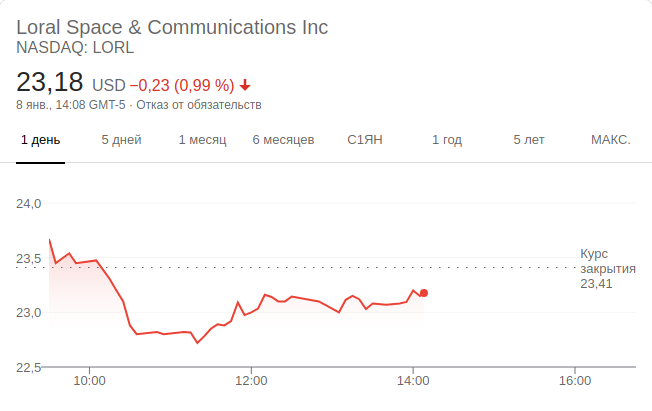 Loral Space & Communications Inc
NASDAQ: LORL
23,18 USD −0,23 (0,99 %)
8 янв., 14:08 GMT-5 · Отказ от обязательств
1 день 5 дней 1 месяц 6 месяцев С1ЯН 1 год 5 лет МАКС.
24,0
23,5
23,0
22,5
Курс
закрытия
23,41
10:00 12:00 14:00 16:00